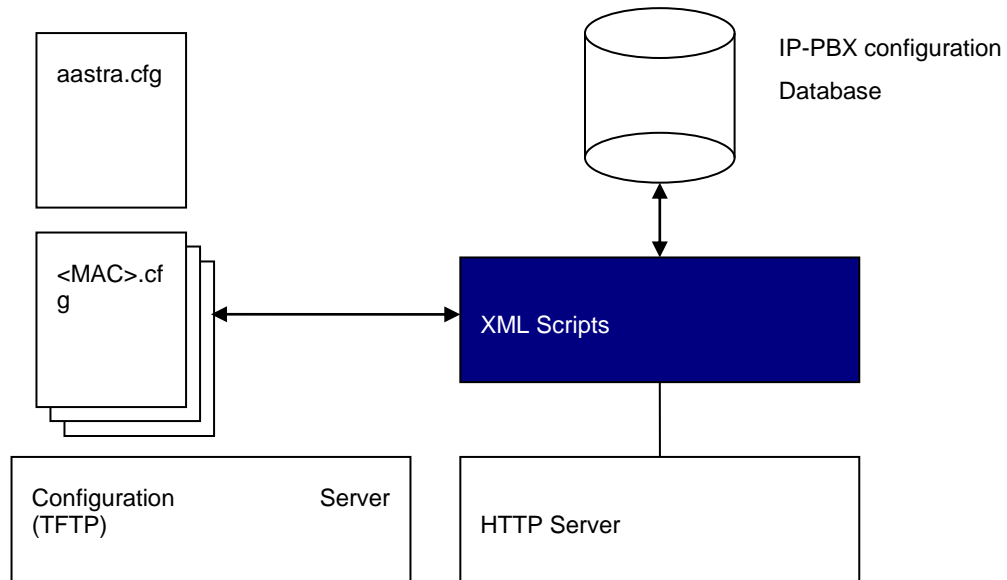 aastra.cfg
IP-PBX configuration
Database
<MAC>.cf
g
XML Scripts
Configuration Server
(TFTP)
HTTP Server